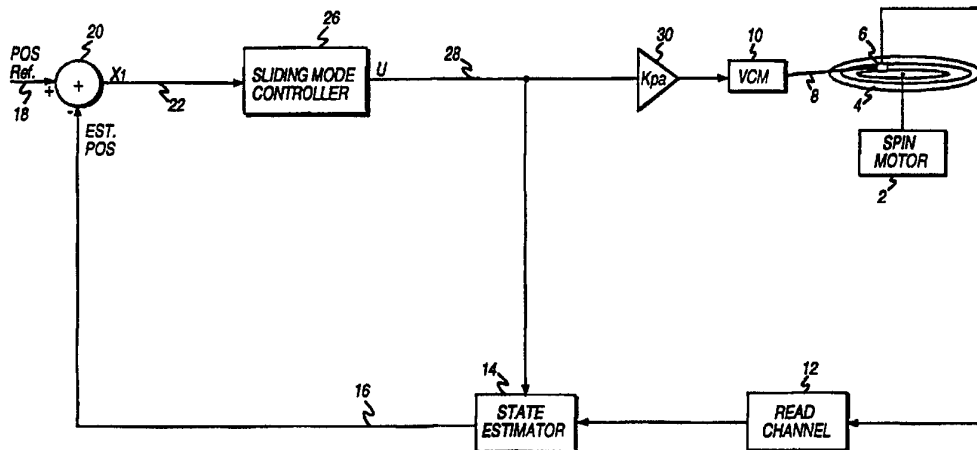 20
POS
Ref.
18
+
+
-
X1
22
EST.
POS
26
SLIDING MODE
CONTROLLER
U
28
30
Kpa
10
VCM
8
6
4
SPIN
MOTOR
2
16
14
STATE
ESTIMATOR
12
READ
CHANNEL